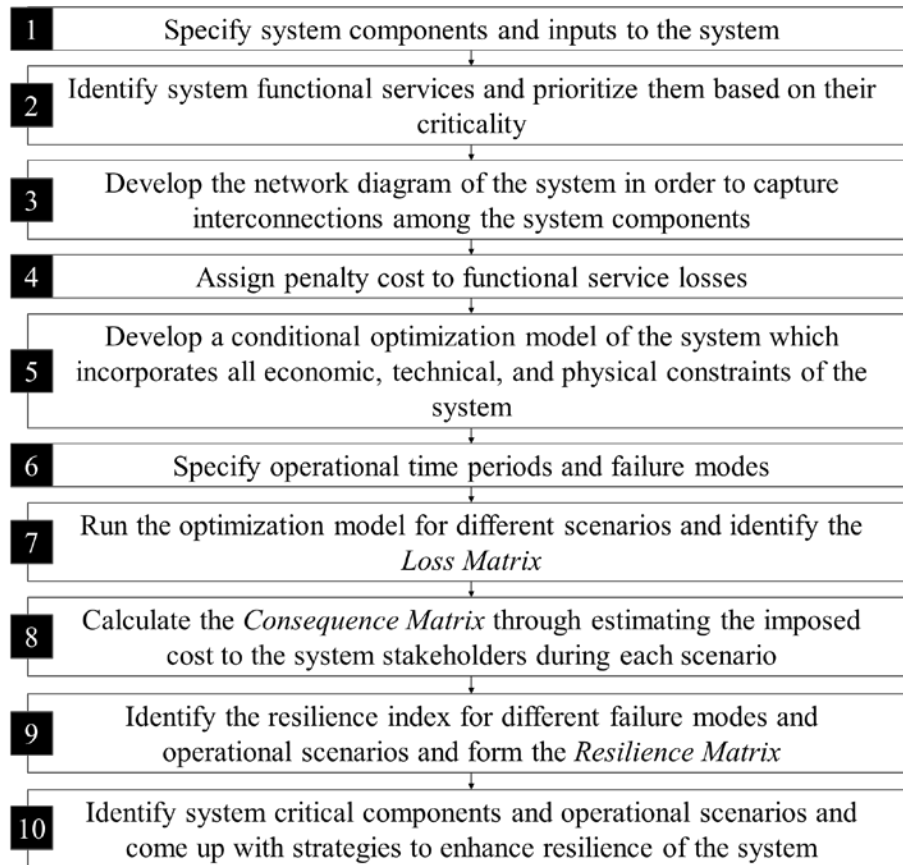 1 Specify system components and inputs to the system
Identify system functional services and prioritize them based on their
2 criticality
Develop the network diagram of the system in order to capture
3 interconnections among the system components
4 Assign penalty cost to functional service losses
Develop a conditional optimization model of the system which
5 incorporates all economic, technical, and physical constraints of the
system
6 Specify operational time periods and failure modes
Run the optimization model for different scenarios and identify the
7 Loss Matrix
Calculate the Consequence Matrix through estimating the imposed
8 cost to the system stakeholders during each scenario
Identify the resilience index for different failure modes and
9 operational scenarios and form the Resilience Matrix
Identify system critical components and operational scenarios and
10 come up with strategies to enhance resilience of the system